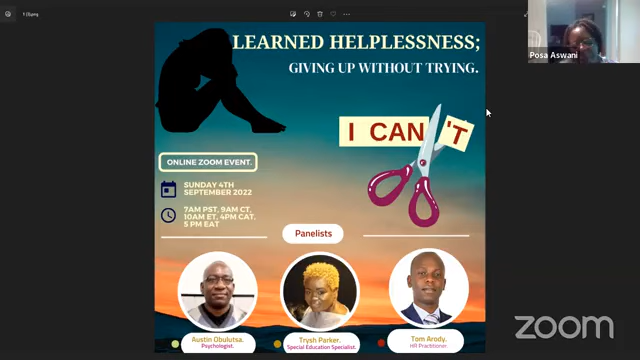 Posa Aswani
LEARNED HELPLESSNESS;
GIVING UP WITHOUT TRYING.
I CAN 'T
ONLINE ZOOM EVENT.
SUNDAY 4TH
SEPTEMBER 2022
7AM PST, 9AM CT,
10AM ET, 4PM CAT,
5 PM EAT
Panelists
Austin Obulutsa.
Psychologist.
Trysh Parker.
Special Education Specialist.
Tom Arody.
HR Practitioner.
zoom